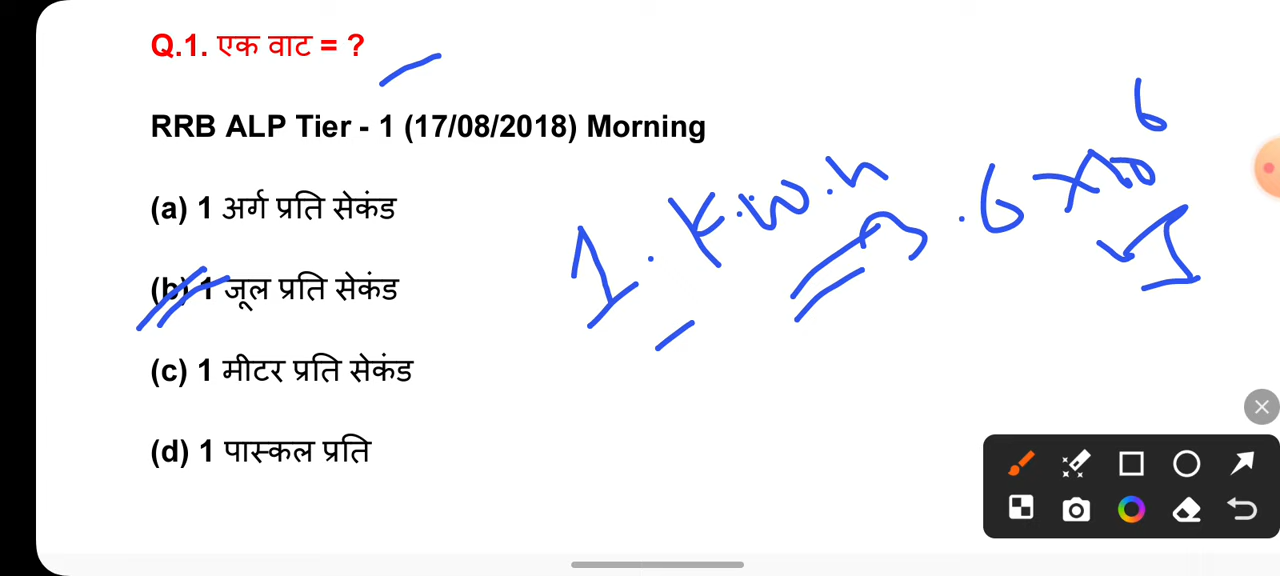 Q.1. एक वाट = ?
RRB ALP Tier - 1 (17/08/2018) Morning
(a) 1 अर्ग प्रति सेकंड
(b) 1 जूल प्रति सेकंड
(c) 1 मीटर प्रति सेकंड
(d) 1 पास्कल प्रति
1. K.W.h 3.6 × 10⁶ J